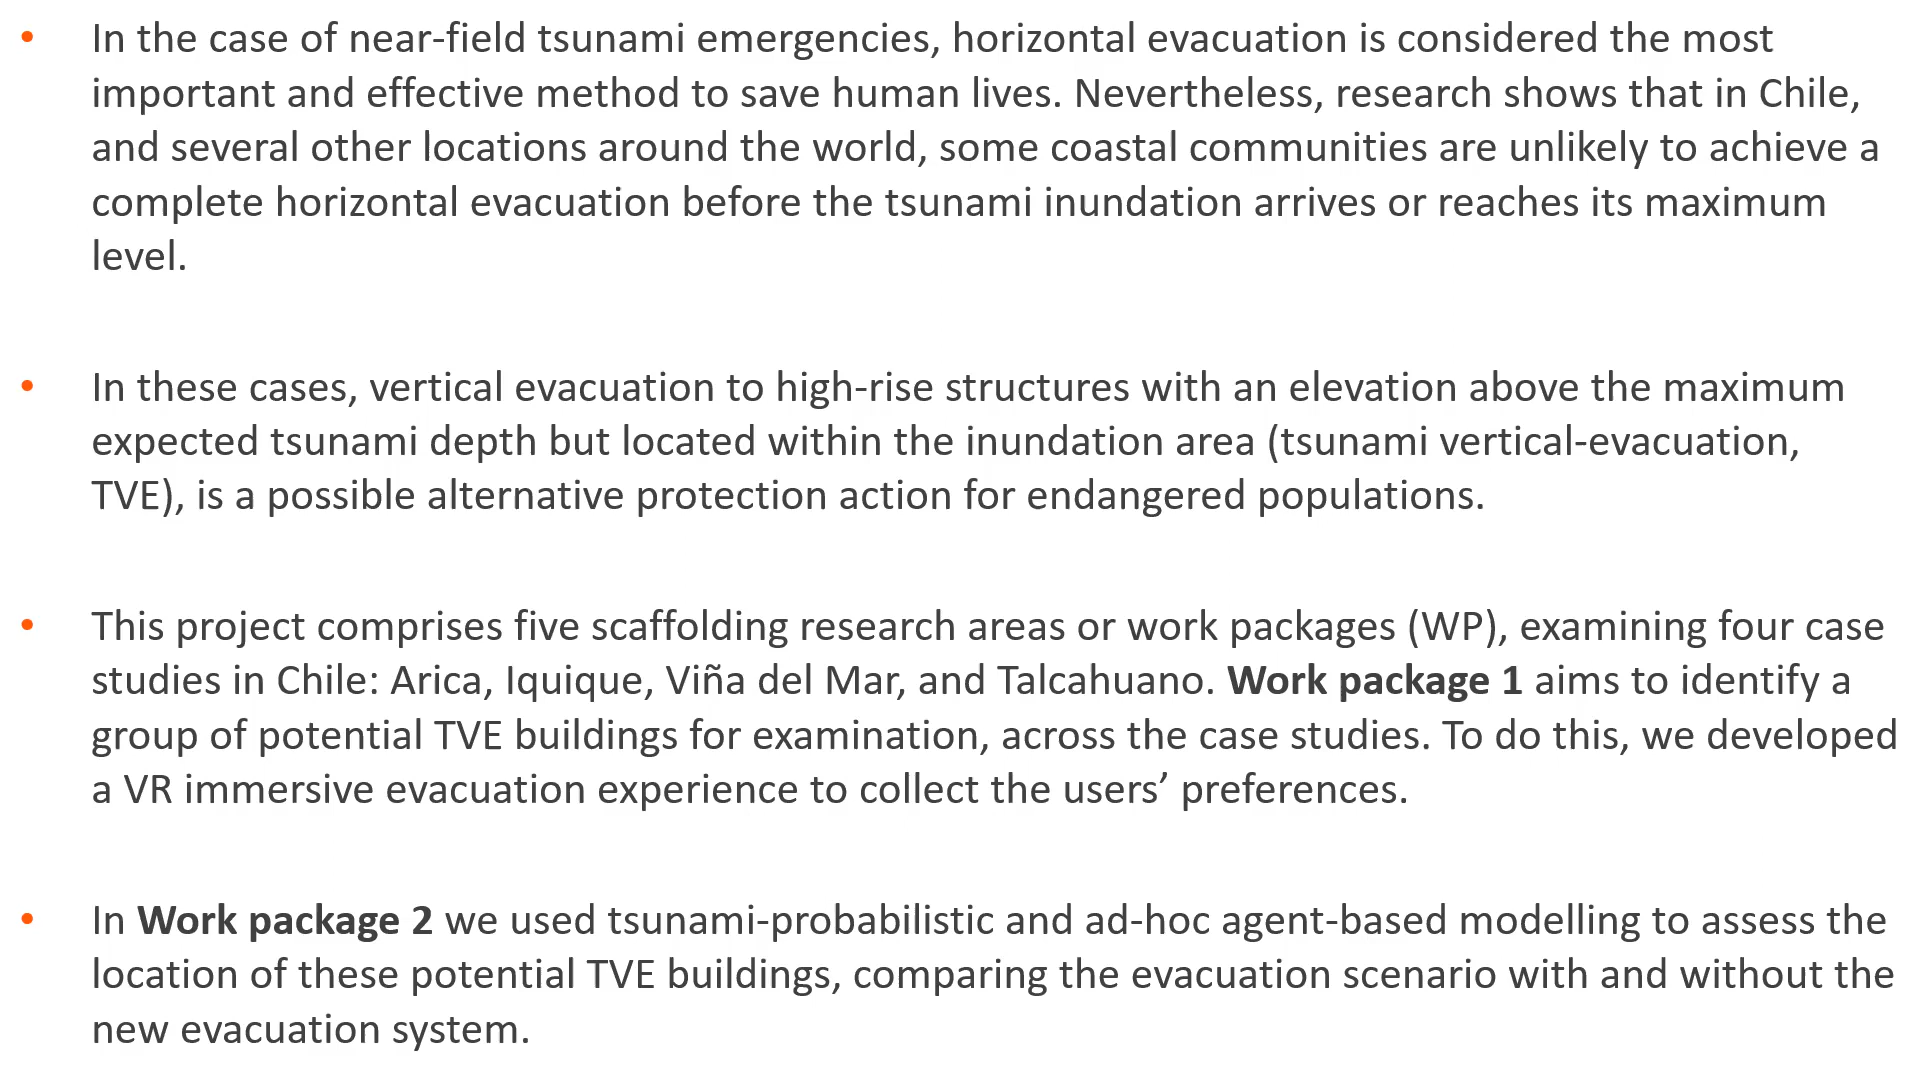 • In the case of near-field tsunami emergencies, horizontal evacuation is considered the most
important and effective method to save human lives. Nevertheless, research shows that in Chile,
and several other locations around the world, some coastal communities are unlikely to achieve a
complete horizontal evacuation before the tsunami inundation arrives or reaches its maximum
level.
• In these cases, vertical evacuation to high-rise structures with an elevation above the maximum
expected tsunami depth but located within the inundation area (tsunami vertical-evacuation,
TVE), is a possible alternative protection action for endangered populations.
• This project comprises five scaffolding research areas or work packages (WP), examining four case
studies in Chile: Arica, Iquique, Viña del Mar, and Talcahuano. Work package 1 aims to identify a
group of potential TVE buildings for examination, across the case studies. To do this, we developed
a VR immersive evacuation experience to collect the users’ preferences.
• In Work package 2 we used tsunami-probabilistic and ad-hoc agent-based modelling to assess the
location of these potential TVE buildings, comparing the evacuation scenario with and without the
new evacuation system.